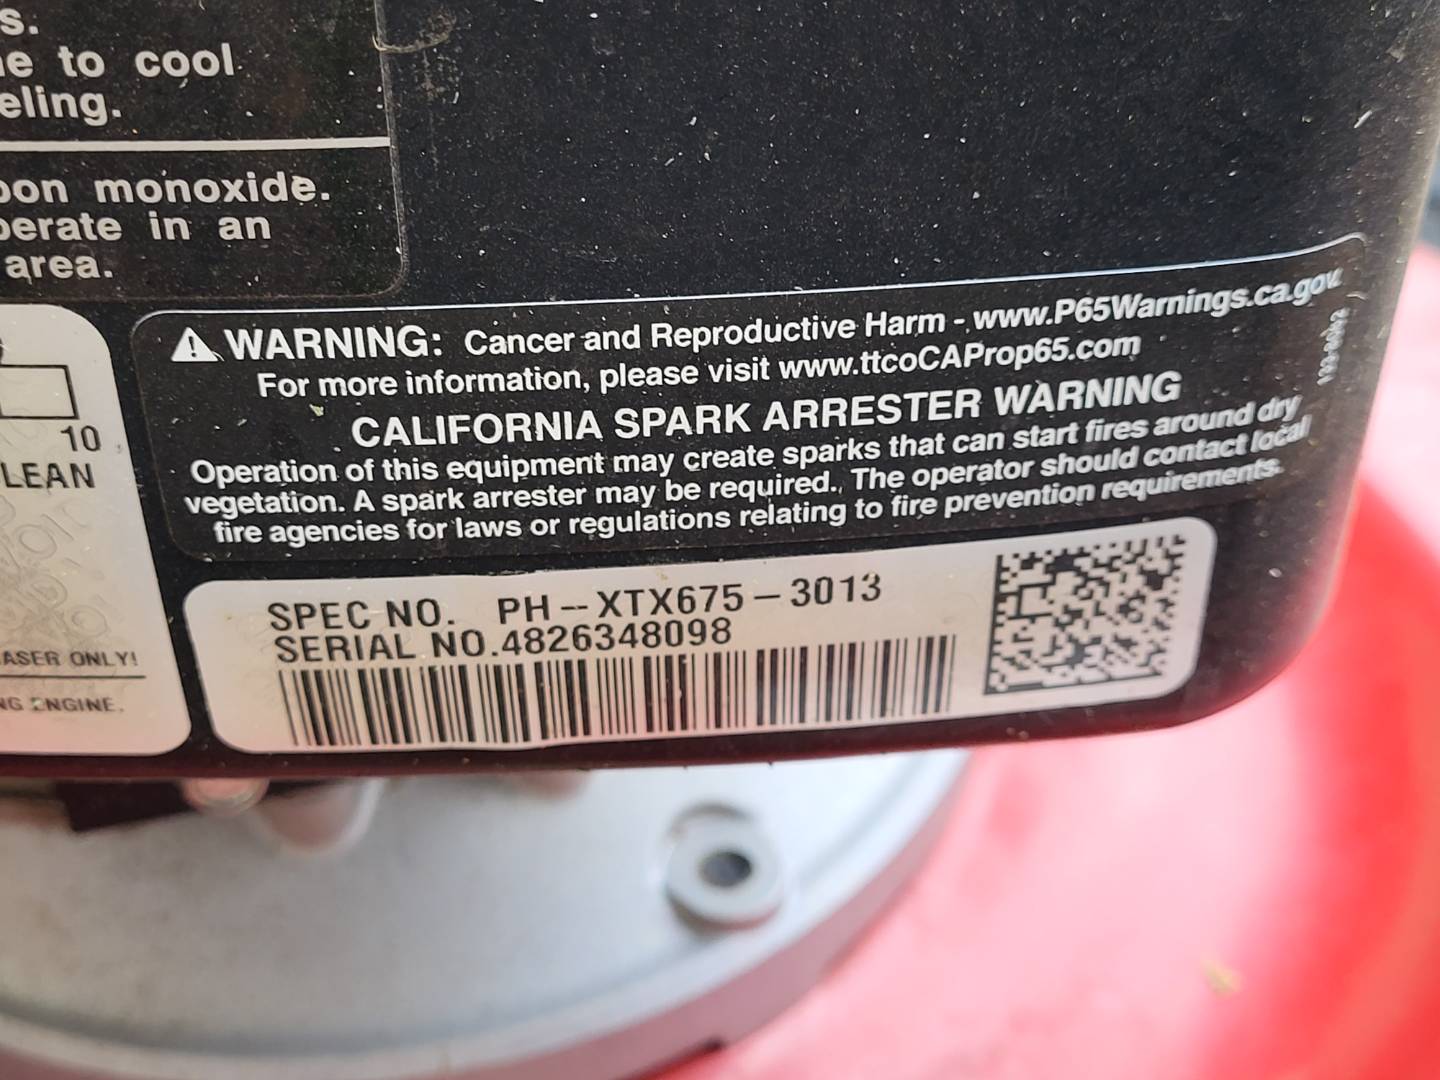 s.
e to cool
eling.
on monoxide.
perate in an
area.
10
LEAN
ASER ONLY!
NG ENGINE.
⚠ WARNING: Cancer and Reproductive Harm - www.P65Warnings.ca.gov.
For more information, please visit www.ttcoCAProp65.com
CALIFORNIA SPARK ARRESTER WARNING
Operation of this equipment may create sparks that can start fires around dry
vegetation. A spark arrester may be required. The operator should contact local
fire agencies for laws or regulations relating to fire prevention requirements.
SPEC NO. PH--XTX675-3013
SERIAL NO.4826348098